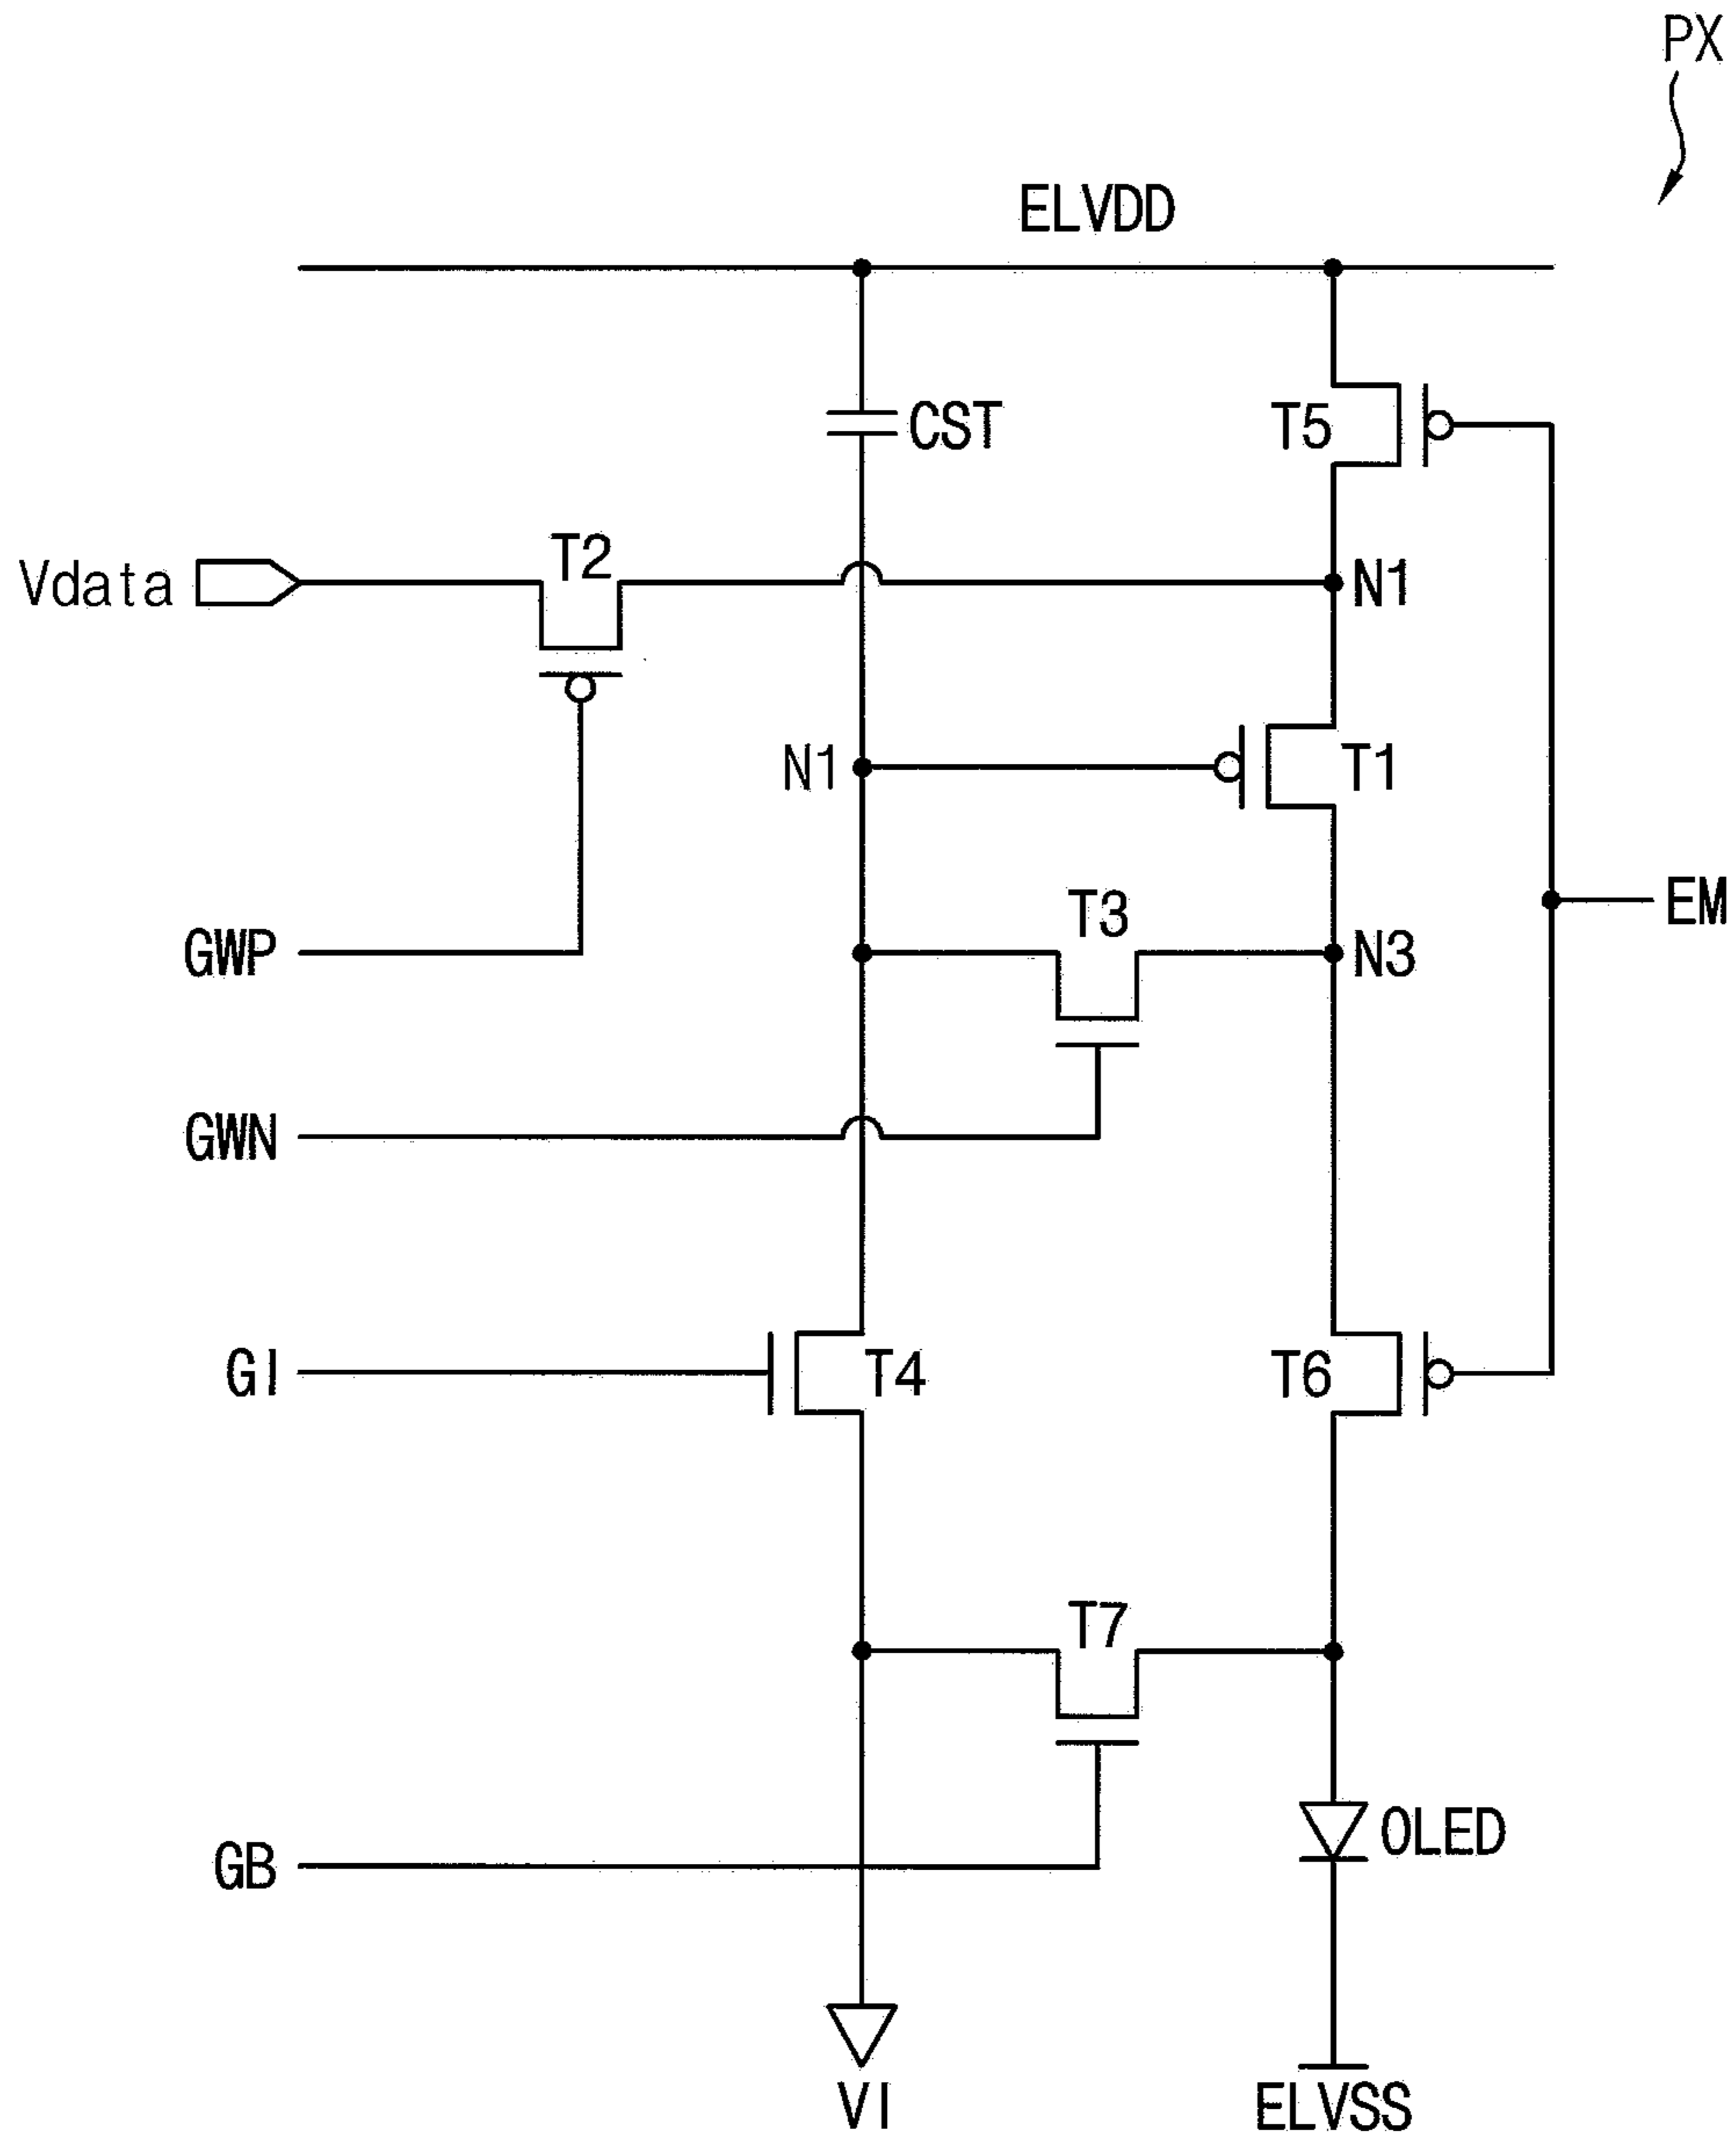 PX
ELVDD
CST
T5
Vdata
T2
N1
N1
T1
T3
EM
GWP
N3
GWN
GI
T4
T6
T7
GB
OLED
VI
ELVSS